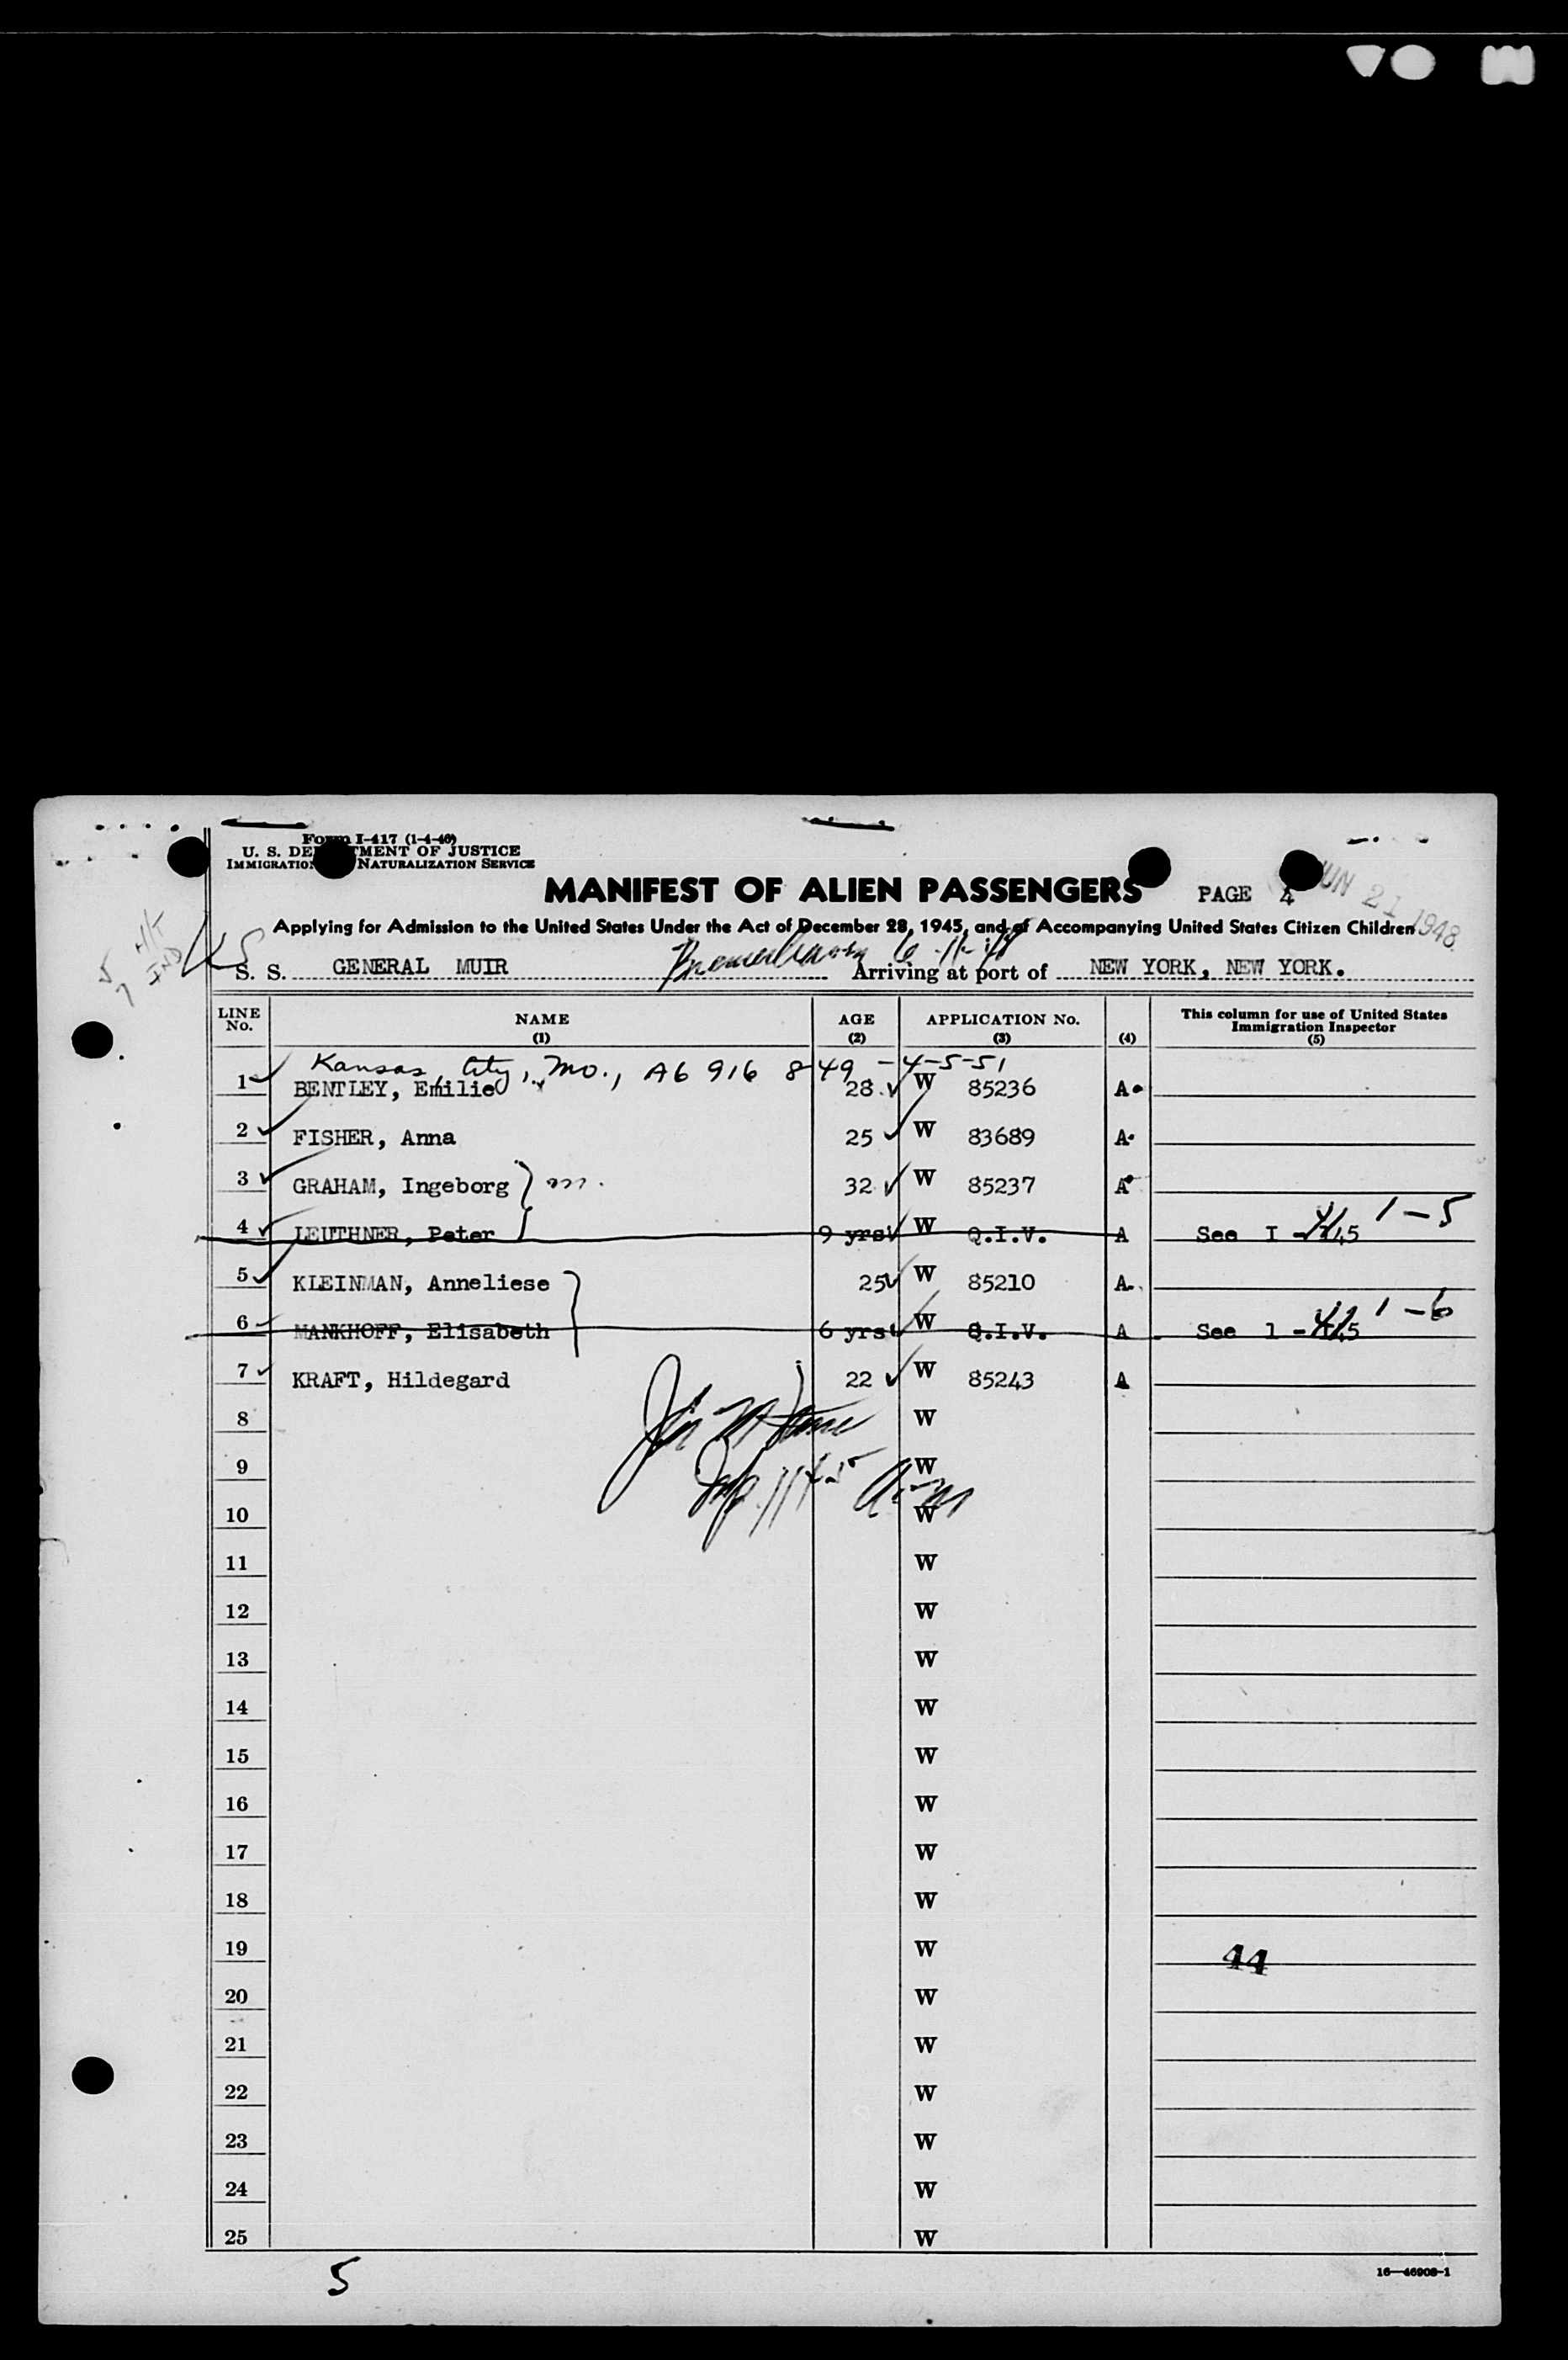 Form I-417 (1-4-46)
U. S. DE TMENT OF JUSTICE
IMMIGRATION NATURALIZATION SERVICE
MANIFEST OF ALIEN PASSENGERS PAGE 4
JUN 21 1948
Applying for Admission to the United States Under the Act of December 28, 1945, and of Accompanying United States Citizen Children
S. S. GENERAL MUIR Bremerhaven Arriving at port of NEW YORK, NEW YORK.
LINE No. NAME (1) AGE (2) APPLICATION No. (3) (4) This column for use of United States Immigration Inspector (5)
Kansas City, Mo., A6 916 849 - 4-5-51
1 BENTLEY, Emilie 28 W 85236 A
2 FISHER, Anna 25 W 83689 A
3 GRAHAM, Ingeborg m. 32 W 85237 A
4 LEUTHNER, Peter 9 yrs W Q.I.V. A See I - 1-5
5 KLEINMAN, Anneliese 25 W 85210 A
6 MANKHOFF, Elisabeth 6 yrs W Q.I.V. A See 1 - 1-6
7 KRAFT, Hildegard 22 W 85243 A
8 W
9 W
10 W
11 W
12 W
13 W
14 W
15 W
16 W
17 W
18 W
19 W 44
20 W
21 W
22 W
23 W
24 W
25 W
5
16—46908-1